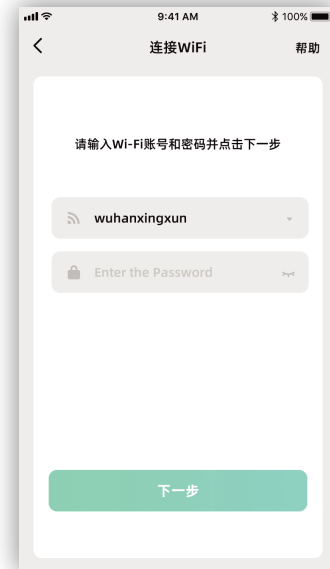 9:41 AM
100%
连接WiFi
帮助
请输入Wi-Fi账号和密码并点击下一步
wuhanxingxun
Enter the Password
下一步